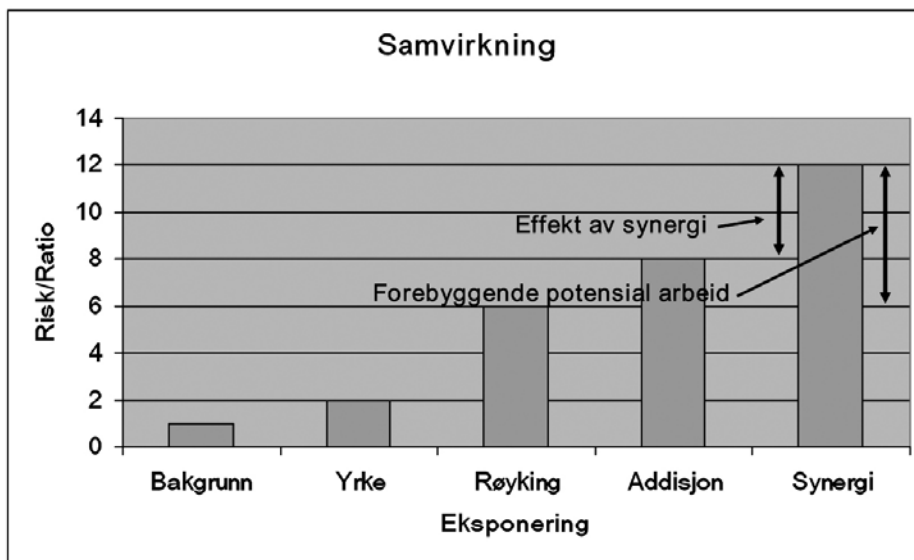 Samvirkning
14
12
10
8
6
4
2
0
Risk/Ratio
Effekt av synergi
Forebyggende potensial arbeid
Bakgrunn Yrke Røyking Addisjon Synergi
Eksponering